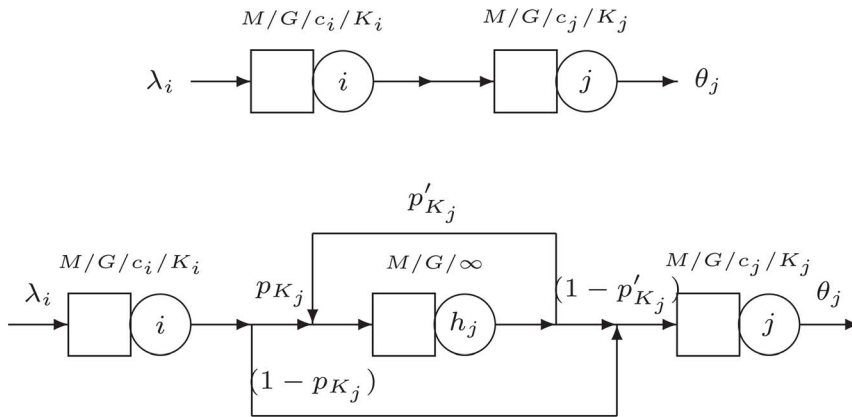 M/G/c_i/K_i M/G/c_j/K_j
λ_i i j θ_j
p′_{K_j}
M/G/c_i/K_i M/G/∞ M/G/c_j/K_j
λ_i p_{K_j} (1 − p′_{K_j}) θ_j
i h_j j
(1 − p_{K_j})